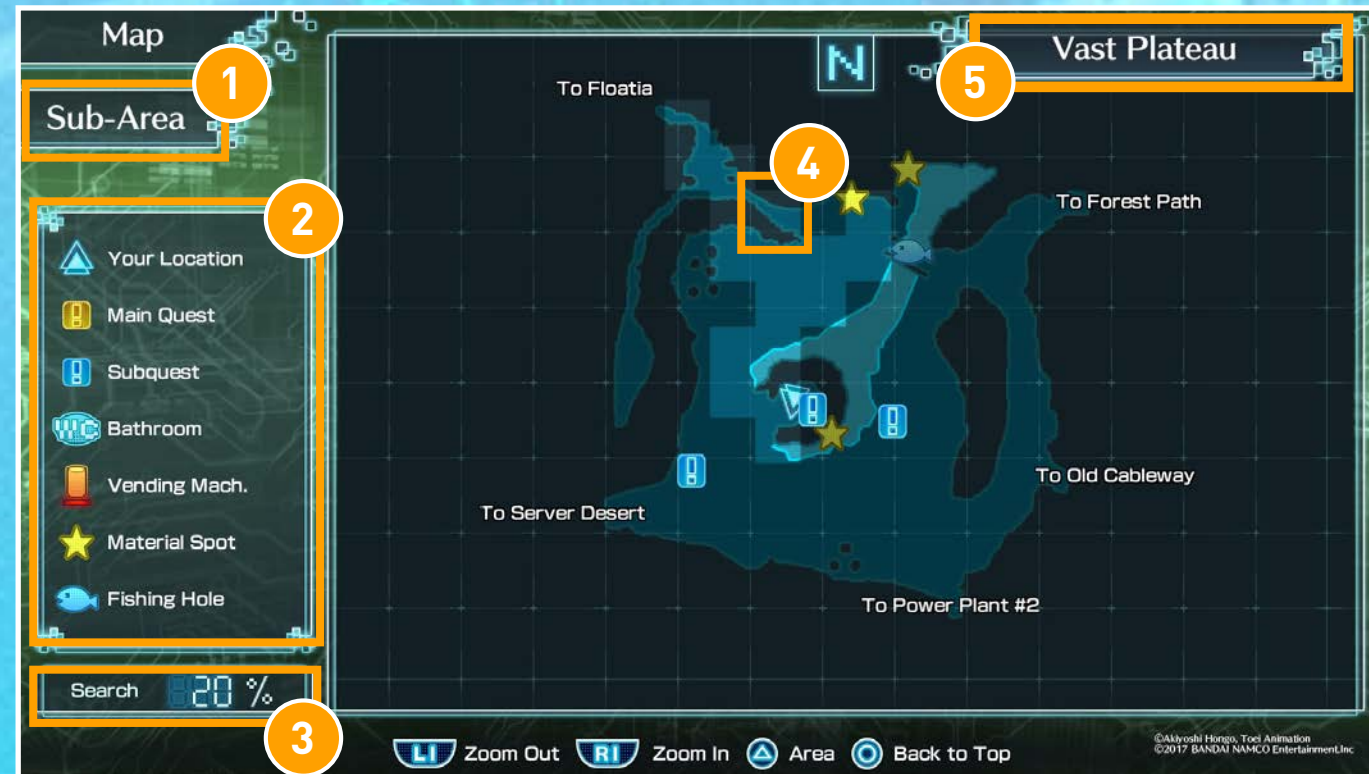 Map
Vast Plateau
5
1
Sub-Area
N
To Floatia
4
To Forest Path
2
Your Location
Main Quest
Subquest
WC Bathroom
Vending Mach.
Material Spot
Fishing Hole
To Old Cableway
To Server Desert
To Power Plant #2
Search 20 %
3
L1 Zoom Out R1 Zoom In Area Back to Top
©Akiyoshi Hongo, Toei Animation
©2017 BANDAI NAMCO Entertainment.Inc